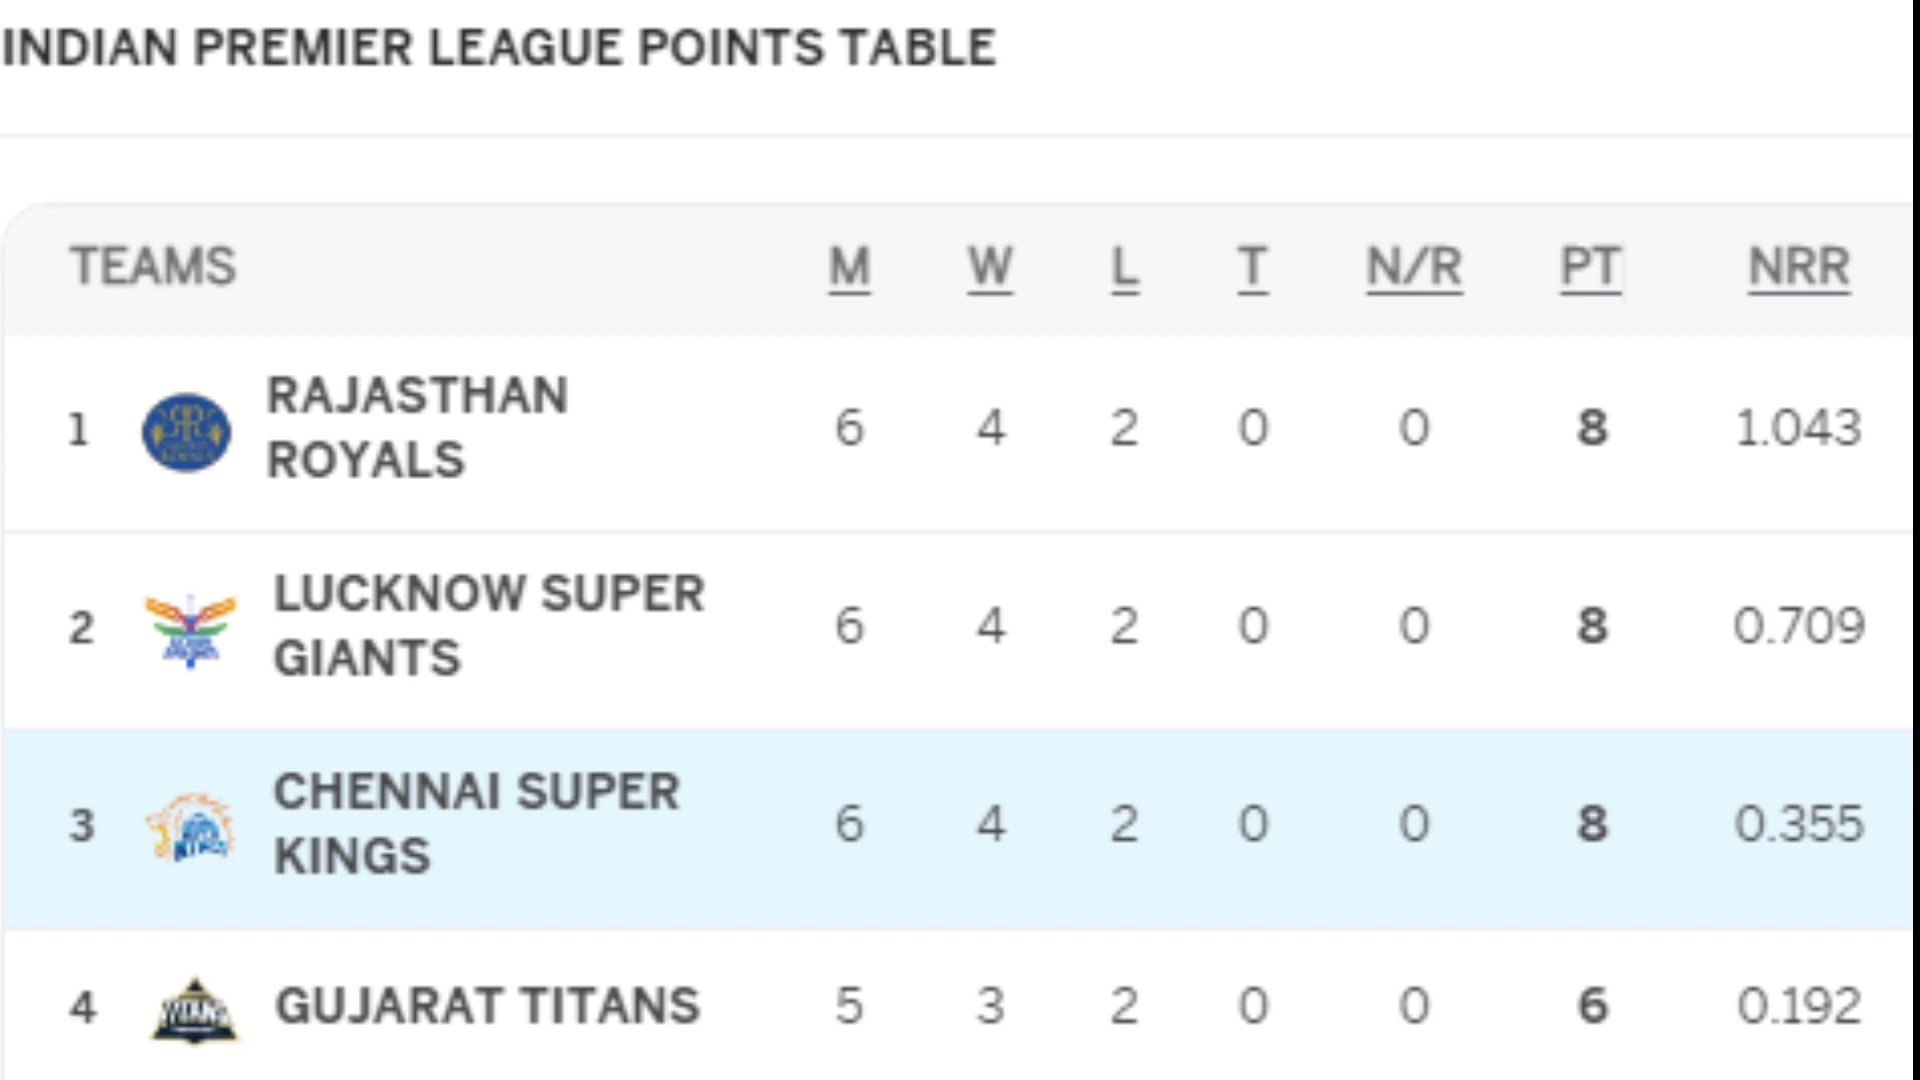 INDIAN PREMIER LEAGUE POINTS TABLE
TEAMS M W L T N/R PT NRR
1 RAJASTHAN ROYALS 6 4 2 0 0 8 1.043
2 LUCKNOW SUPER GIANTS 6 4 2 0 0 8 0.709
3 CHENNAI SUPER KINGS 6 4 2 0 0 8 0.355
4 TITANS GUJARAT TITANS 5 3 2 0 0 6 0.192